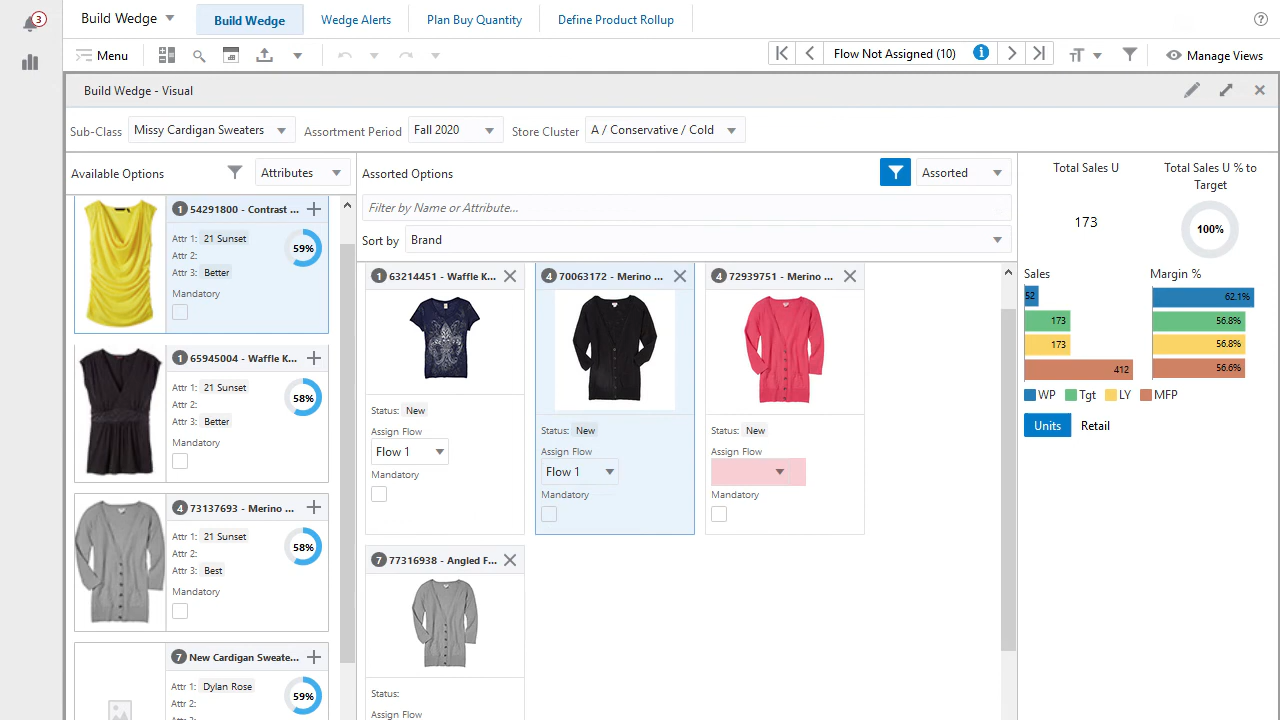 3
Build Wedge
Build Wedge
Wedge Alerts
Plan Buy Quantity
Define Product Rollup
?
Menu
Flow Not Assigned (10)
i
Manage Views
Build Wedge - Visual
Sub-Class
Missy Cardigan Sweaters
Assortment Period
Fall 2020
Store Cluster
A / Conservative / Cold
Available Options
Attributes
1 54291800 - Contrast ...
Attr 1: 21 Sunset
Attr 2:
Attr 3: Better
59%
Mandatory
1 65945004 - Waffle K...
Attr 1: 21 Sunset
Attr 2:
Attr 3: Better
58%
Mandatory
4 73137693 - Merino ...
Attr 1: 21 Sunset
Attr 2:
Attr 3: Best
58%
Mandatory
7 New Cardigan Sweate...
Attr 1: Dylan Rose
Attr 2:
59%
Assorted Options
Assorted
Filter by Name or Attribute...
Sort by
Brand
1 63214451 - Waffle K...
Status: New
Assign Flow
Flow 1
Mandatory
4 70063172 - Merino ...
Status: New
Assign Flow
Flow 1
Mandatory
4 72939751 - Merino ...
Status: New
Assign Flow
Mandatory
7 77316938 - Angled F...
Status:
Assign Flow
Total Sales U
173
Total Sales U % to
Target
100%
Sales
52
173
173
412
Margin %
62.1%
56.8%
56.8%
56.6%
WP
Tgt
LY
MFP
Units
Retail